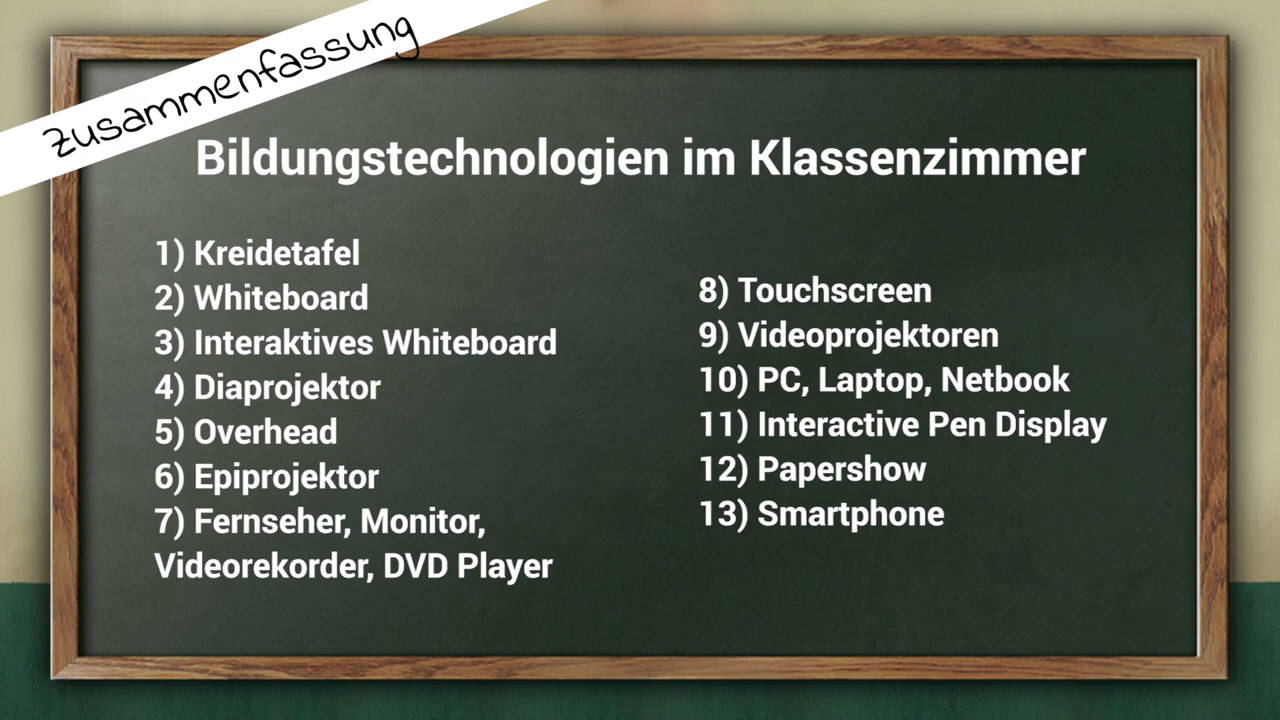 Zusammenfassung
Bildungstechnologien im Klassenzimmer
1) Kreidetafel
2) Whiteboard
3) Interaktives Whiteboard
4) Diaprojektor
5) Overhead
6) Epiprojektor
7) Fernseher, Monitor,
Videorekorder, DVD Player
8) Touchscreen
9) Videoprojektoren
10) PC, Laptop, Netbook
11) Interactive Pen Display
12) Papershow
13) Smartphone